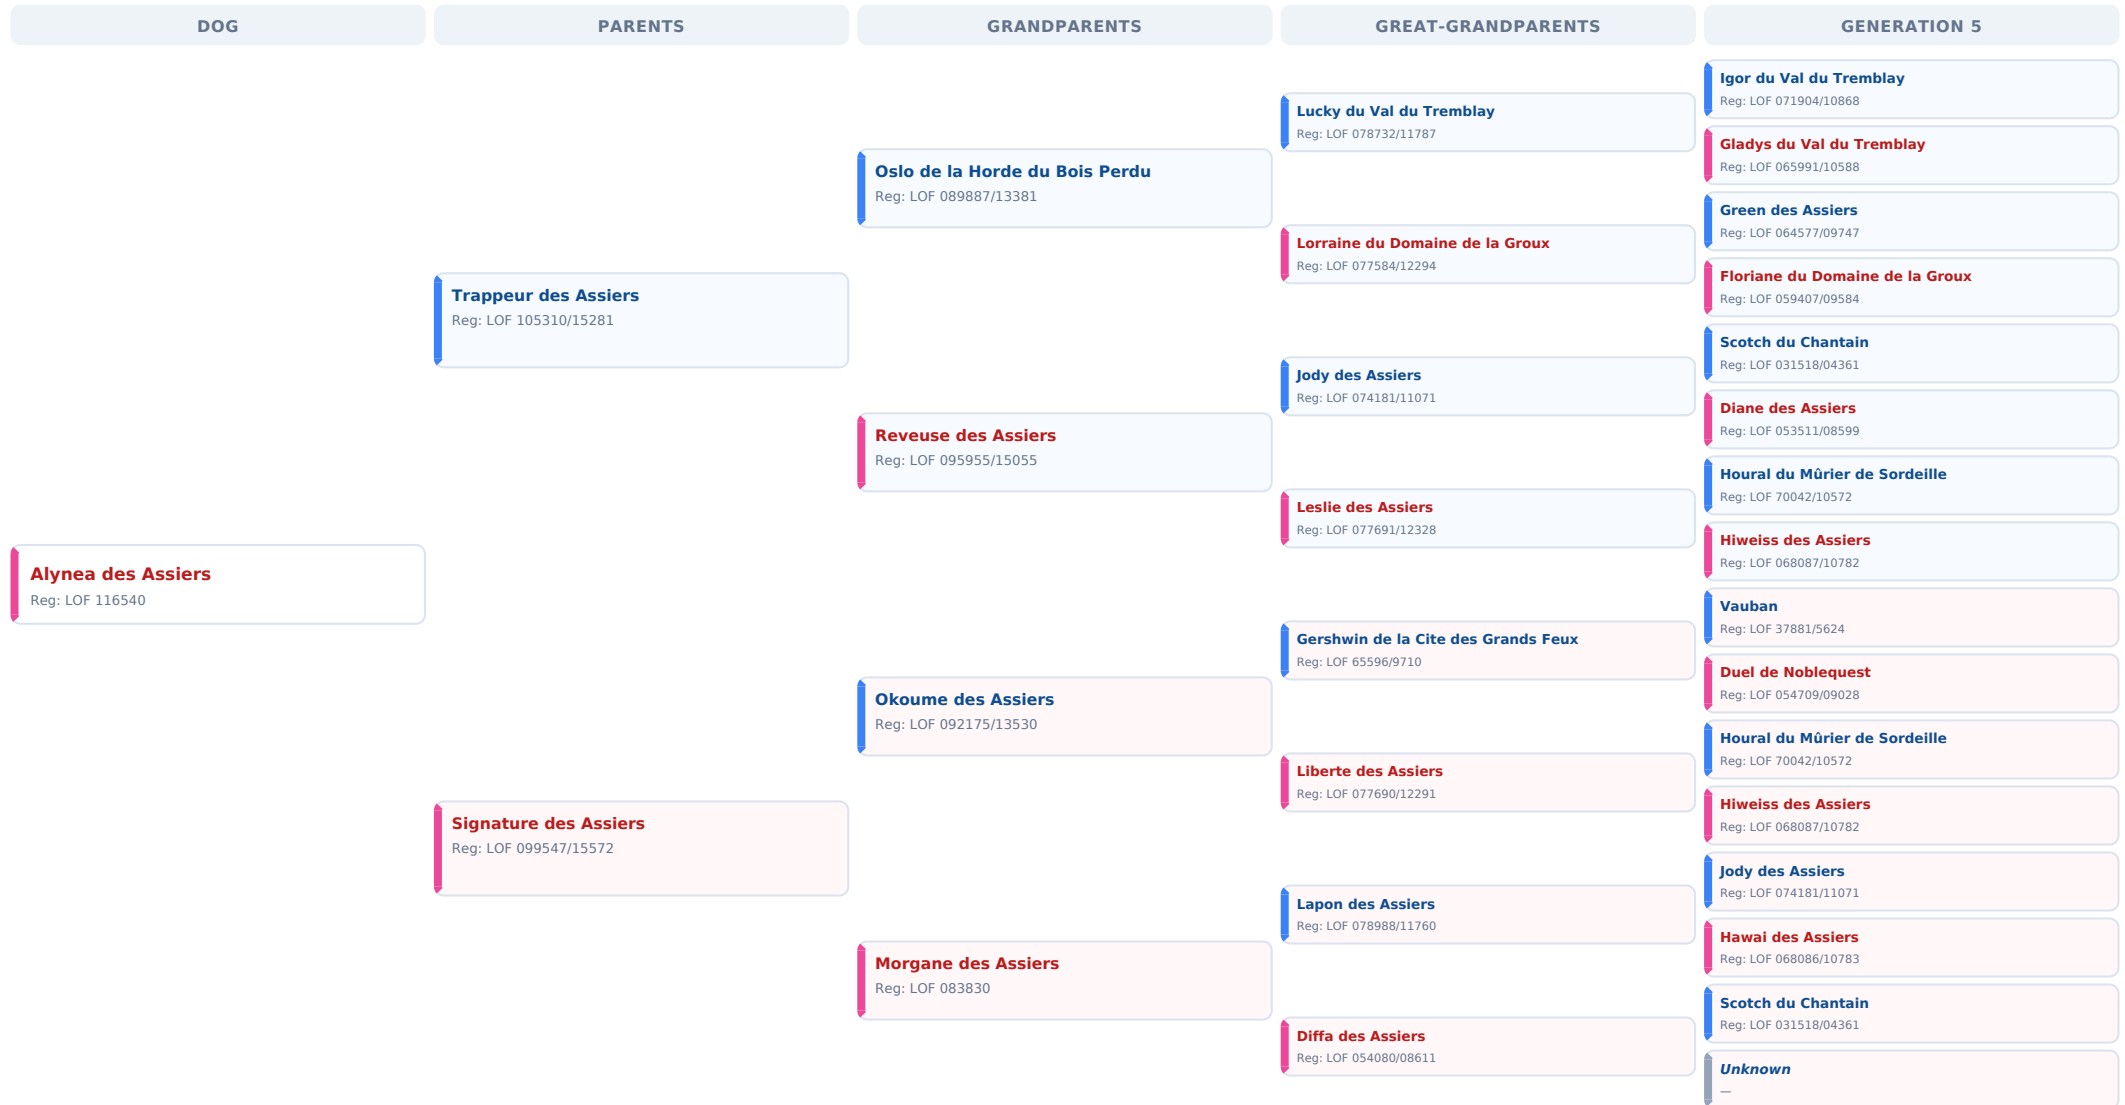 DOG
PARENTS
GRANDPARENTS
GREAT-GRANDPARENTS
GENERATION 5
Alynea des Assiers
Reg: LOF 116540
Trappeur des Assiers
Reg: LOF 105310/15281
Signature des Assiers
Reg: LOF 099547/15572
Oslo de la Horde du Bois Perdu
Reg: LOF 089887/13381
Reveuse des Assiers
Reg: LOF 095955/15055
Okoume des Assiers
Reg: LOF 092175/13530
Morgane des Assiers
Reg: LOF 083830
Lucky du Val du Tremblay
Reg: LOF 078732/11787
Lorraine du Domaine de la Groux
Reg: LOF 077584/12294
Jody des Assiers
Reg: LOF 074181/11071
Leslie des Assiers
Reg: LOF 077691/12328
Gershwin de la Cite des Grands Feux
Reg: LOF 65596/9710
Liberte des Assiers
Reg: LOF 077690/12291
Lapon des Assiers
Reg: LOF 078988/11760
Diffa des Assiers
Reg: LOF 054080/08611
Igor du Val du Tremblay
Reg: LOF 071904/10868
Gladys du Val du Tremblay
Reg: LOF 065991/10588
Green des Assiers
Reg: LOF 064577/09747
Floriane du Domaine de la Groux
Reg: LOF 059407/09584
Scotch du Chantain
Reg: LOF 031518/04361
Diane des Assiers
Reg: LOF 053511/08599
Houral du Mûrier de Sordeille
Reg: LOF 70042/10572
Hiweiss des Assiers
Reg: LOF 068087/10782
Vauban
Reg: LOF 37881/5624
Duel de Noblequest
Reg: LOF 054709/09028
Houral du Mûrier de Sordeille
Reg: LOF 70042/10572
Hiweiss des Assiers
Reg: LOF 068087/10782
Jody des Assiers
Reg: LOF 074181/11071
Hawai des Assiers
Reg: LOF 068086/10783
Scotch du Chantain
Reg: LOF 031518/04361
Unknown
—